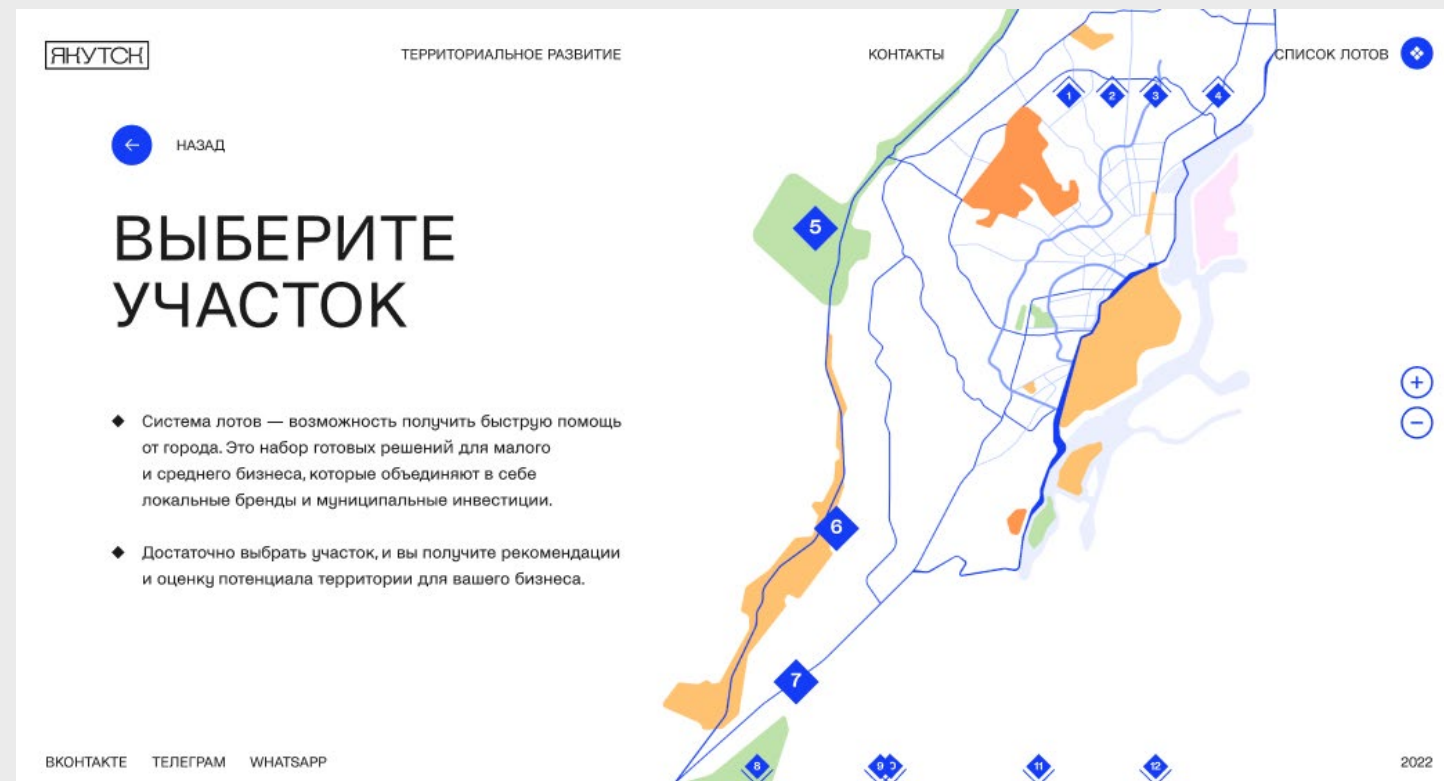 ЯКУТСК
ТЕРРИТОРИАЛЬНОЕ РАЗВИТИЕ
КОНТАКТЫ
СПИСОК ЛОТОВ
1
2
3
4
НАЗАД
ВЫБЕРИТЕ
УЧАСТОК
5
Система лотов — возможность получить быструю помощь
от города. Это набор готовых решений для малого
и среднего бизнеса, которые объединяют в себе
локальные бренды и муниципальные инвестиции.
6
Достаточно выбрать участок, и вы получите рекомендации
и оценку потенциала территории для вашего бизнеса.
7
ВКОНТАКТЕ
ТЕЛЕГРАМ
WHATSAPP
8
9
11
12
2022